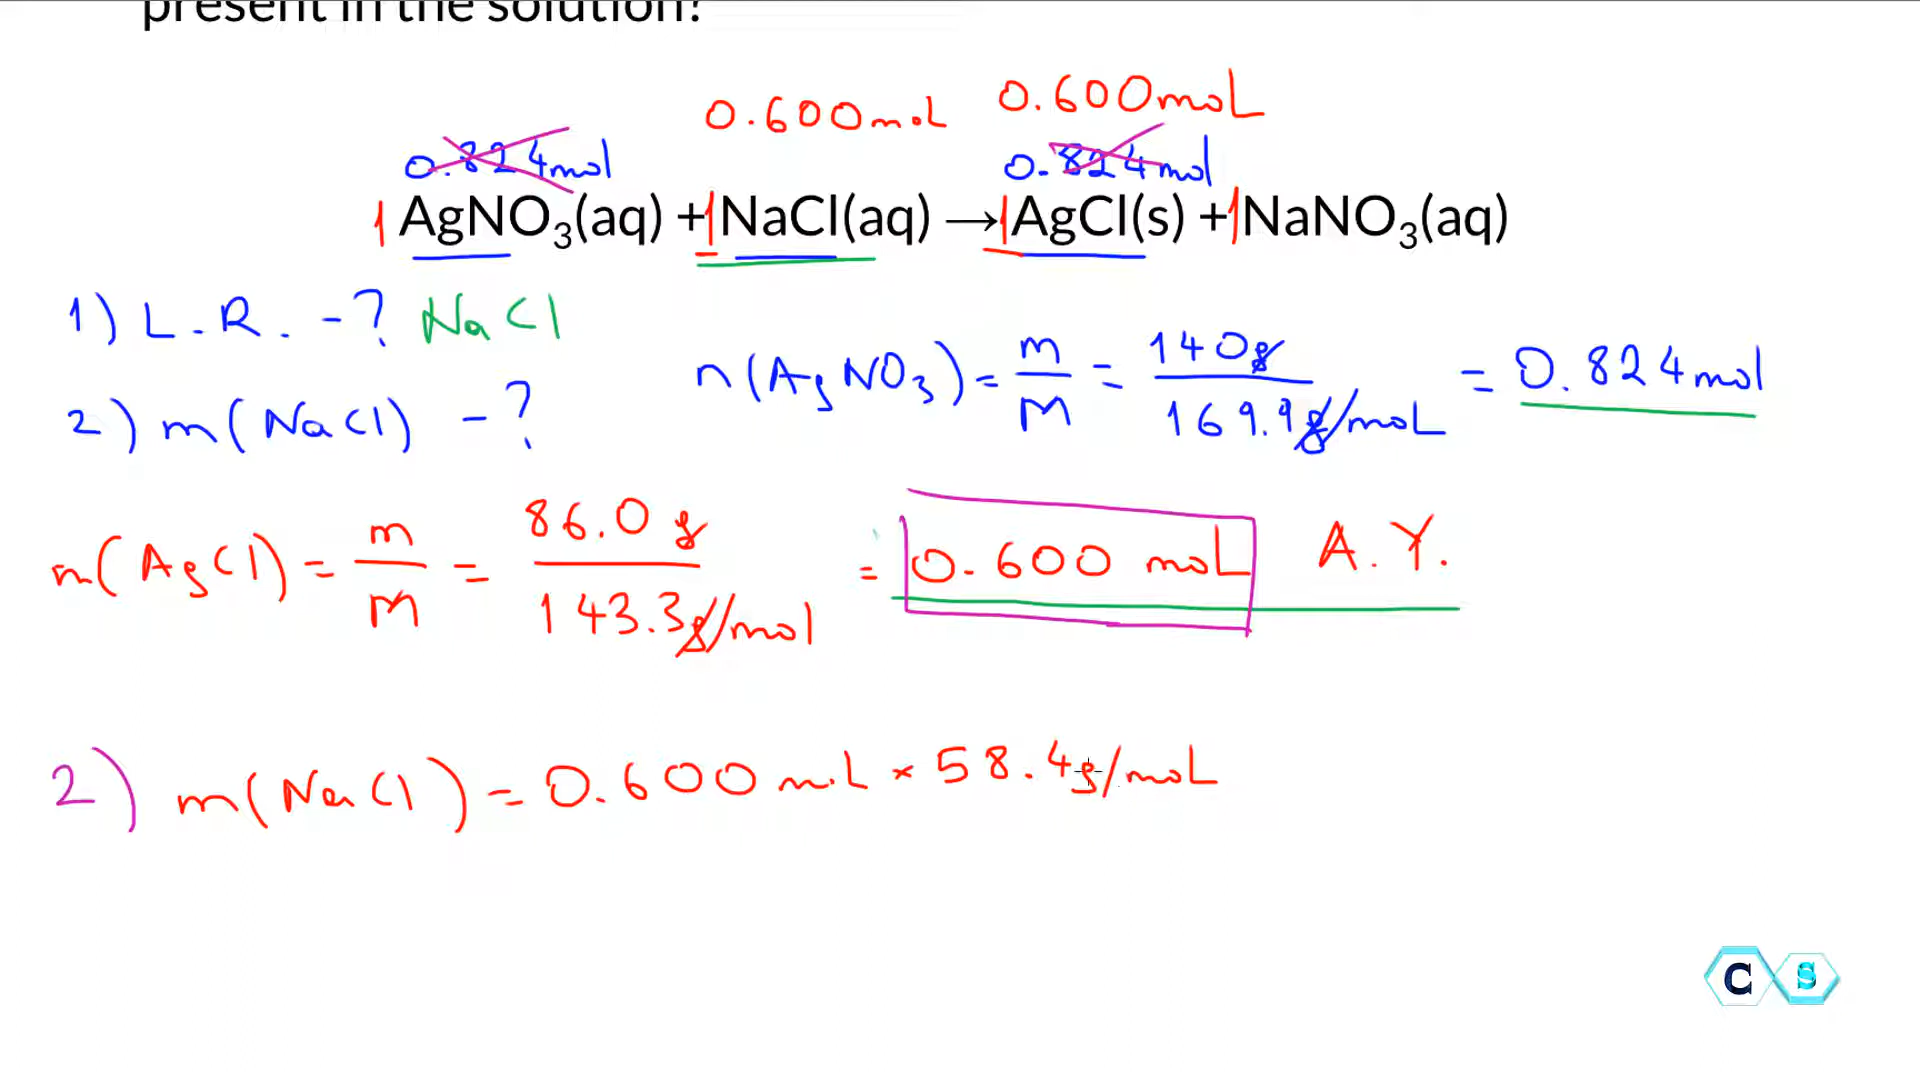 present in the solution?
0.600mol 0.600mol
0.824mol 0.824mol
1 AgNO₃(aq) + 1 NaCl(aq) → 1 AgCl(s) + 1 NaNO₃(aq)
1) L.R. - ? NaCl
n(AgNO₃) = m/M = 140g/169.9g/mol = 0.824mol
2) m(NaCl) - ?
n(AgCl) = m/M = 86.0 g/143.3g/mol = 0.600 mol A.Y.
2) m(NaCl) = 0.600 mol × 58.4g/mol
C S